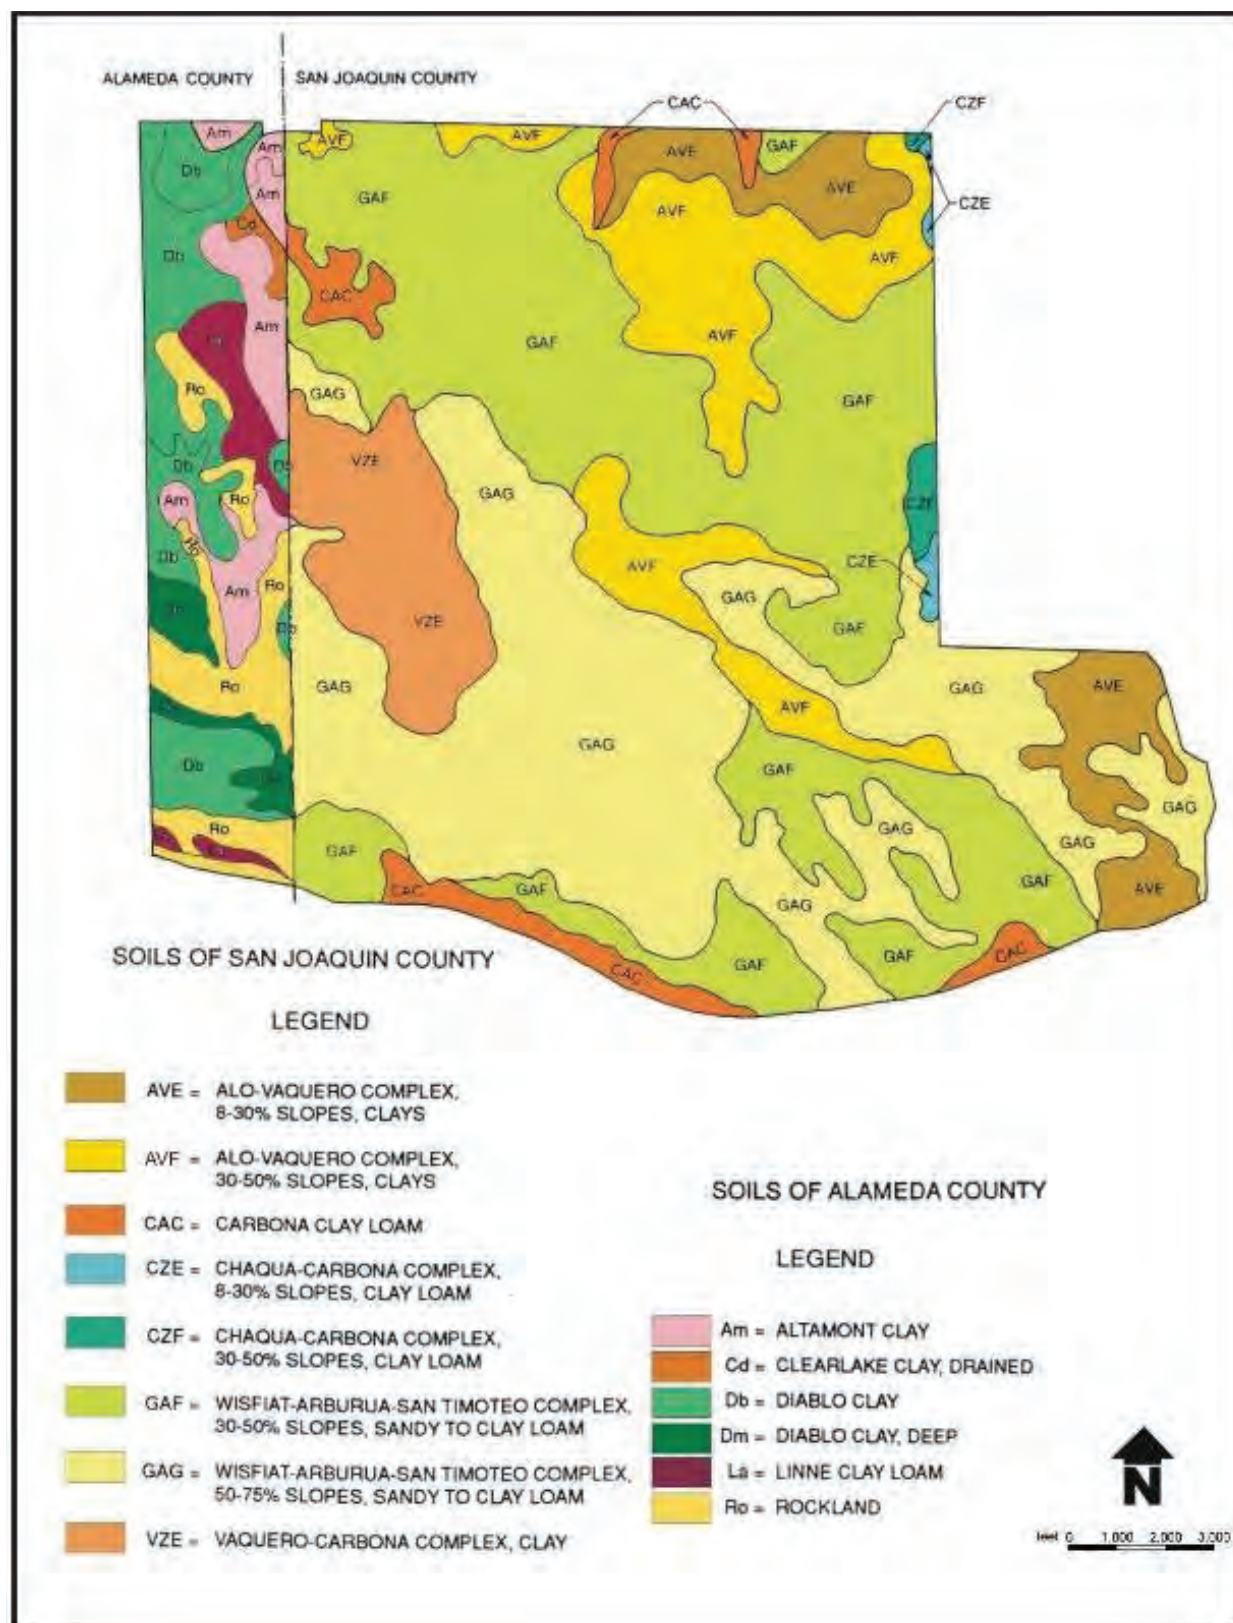 ALAMEDA COUNTY
SAN JOAQUIN COUNTY
CAC
CZF
Am
Am
AVF
AVF
AVE
GAF
Db
Am
GAF
AVE
CZE
AVF
Cd
Db
AVF
CAC
Am
GAF
AVF
Ro
GAG
GAF
VZE
Db
Db
GAG
Am
Ro
CZF
Ro
Db
CZE
AVF
GAG
Am
Ro
VZE
GAF
Db
Ro
GAG
GAG
AVE
AVF
GAG
Db
GAF
GAG
Ro
GAG
GAG
GAF
CAC
GAF
GAF
AVE
GAG
GAF
GAF
CAC
CAC
SOILS OF SAN JOAQUIN COUNTY
LEGEND
AVE = ALO-VAQUERO COMPLEX,
8-30% SLOPES, CLAYS
AVF = ALO-VAQUERO COMPLEX,
30-50% SLOPES, CLAYS
CAC = CARBONA CLAY LOAM
CZE = CHAQUA-CARBONA COMPLEX,
8-30% SLOPES, CLAY LOAM
CZF = CHAQUA-CARBONA COMPLEX,
30-50% SLOPES, CLAY LOAM
GAF = WISFIAT-ARBURUA-SAN TIMOTEO COMPLEX,
30-50% SLOPES, SANDY TO CLAY LOAM
GAG = WISFIAT-ARBURUA-SAN TIMOTEO COMPLEX,
50-75% SLOPES, SANDY TO CLAY LOAM
VZE = VAQUERO-CARBONA COMPLEX, CLAY
SOILS OF ALAMEDA COUNTY
LEGEND
Am = ALTAMONT CLAY
Cd = CLEARLAKE CLAY, DRAINED
Db = DIABLO CLAY
Dm = DIABLO CLAY, DEEP
La = LINNE CLAY LOAM
Ro = ROCKLAND
N
feet 0 1,000 2,000 3,000